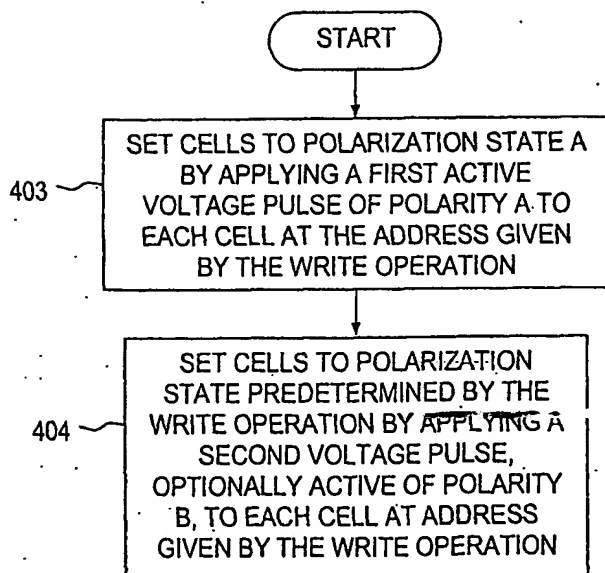 START
403
SET CELLS TO POLARIZATION STATE A
BY APPLYING A FIRST ACTIVE
VOLTAGE PULSE OF POLARITY A TO
EACH CELL AT THE ADDRESS GIVEN
BY THE WRITE OPERATION
404
SET CELLS TO POLARIZATION
STATE PREDETERMINED BY THE
WRITE OPERATION BY APPLYING A
SECOND VOLTAGE PULSE,
OPTIONALLY ACTIVE OF POLARITY
B, TO EACH CELL AT ADDRESS
GIVEN BY THE WRITE OPERATION